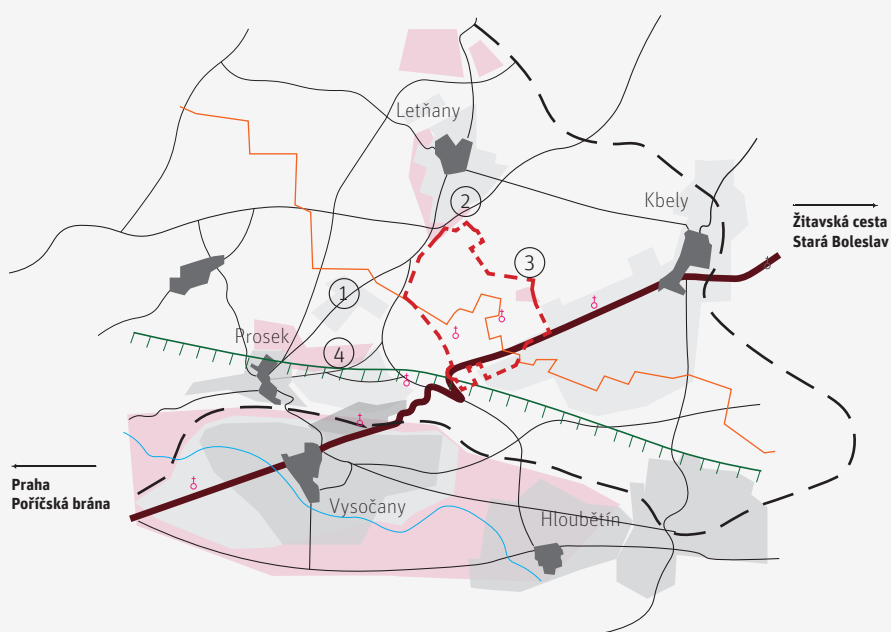 Letňany
2
Kbely
Žitavská cesta
Stará Boleslav
3
1
Prosek
4
Praha
Poříčská brána
Vysočany
Hloubětín